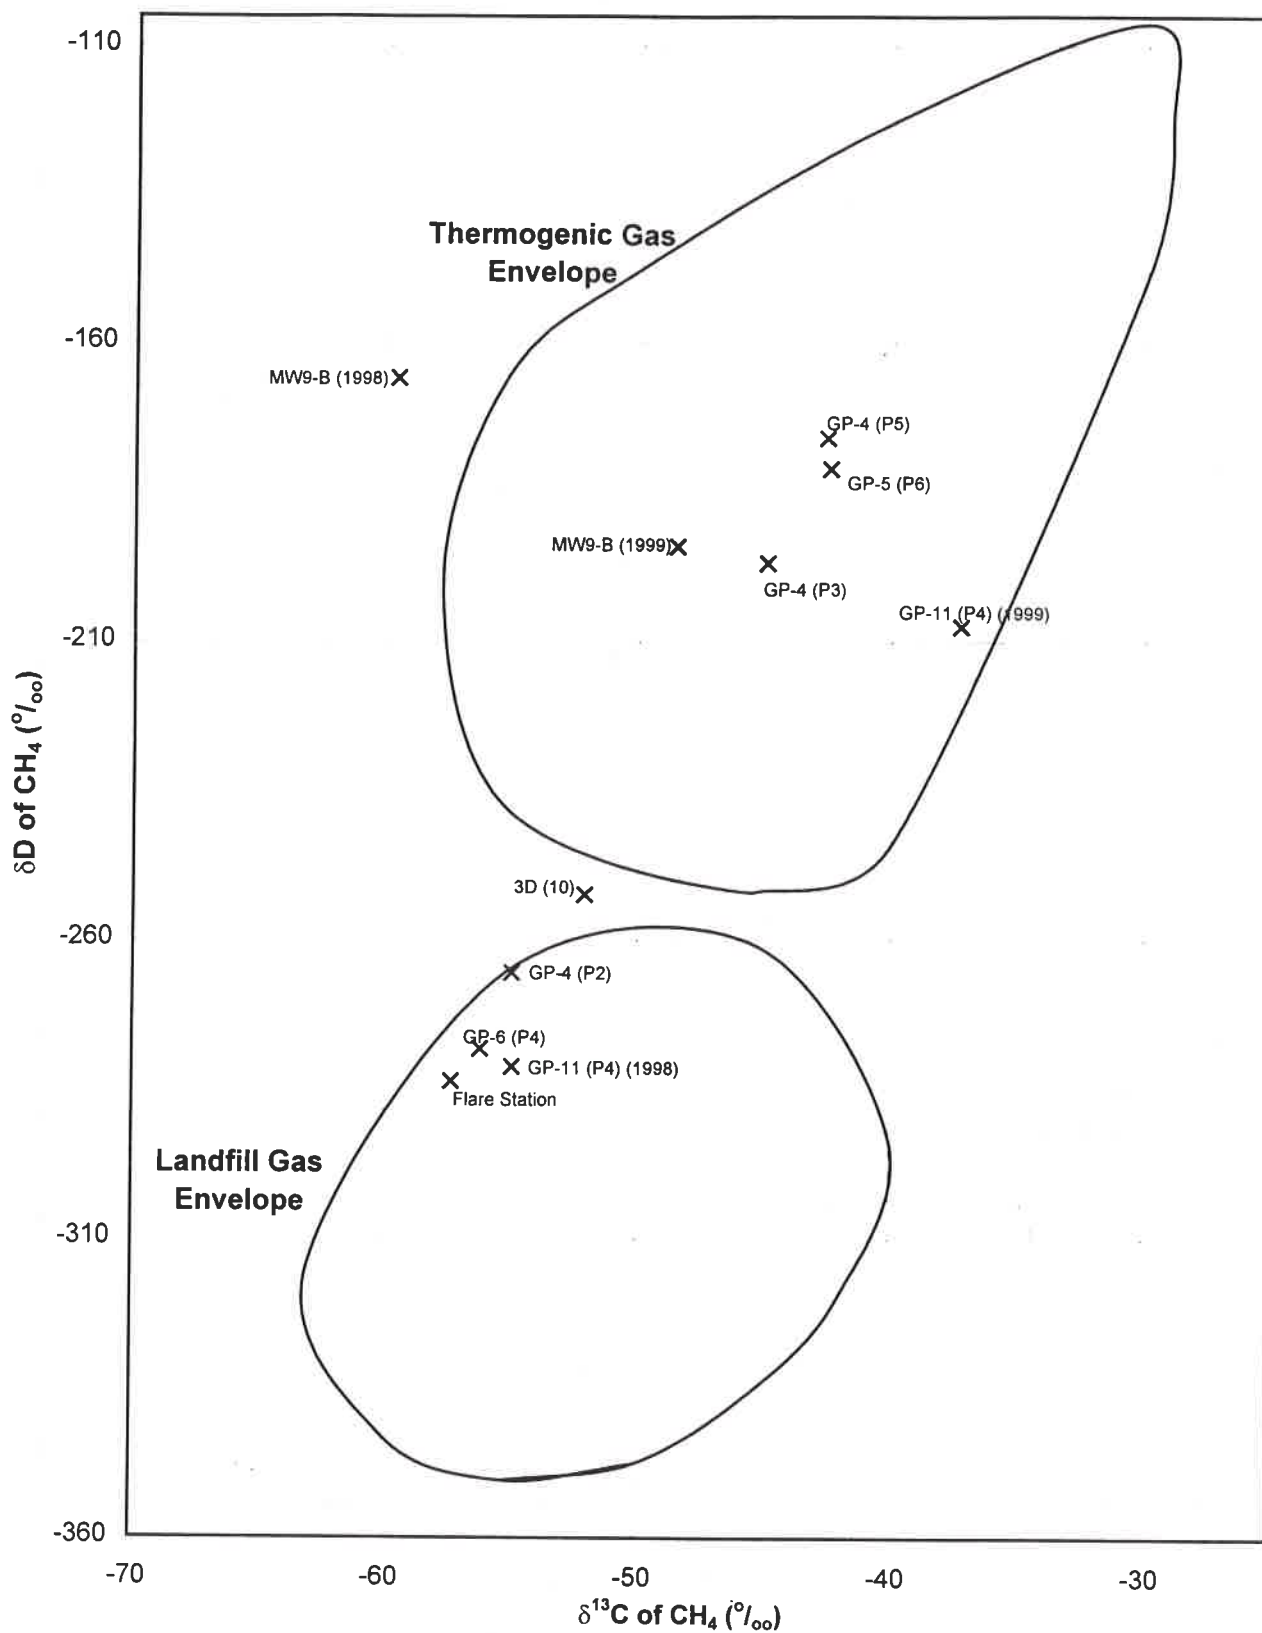 -110
Thermogenic Gas
Envelope
-160
MW9-B (1998)
GP-4 (P5)
GP-5 (P6)
MW9-B (1999)
GP-4 (P3)
GP-11 (P4) (1999)
-210
δD of CH₄ (°/₀₀)
3D (10)
-260
GP-4 (P2)
GP-6 (P4)
GP-11 (P4) (1998)
Flare Station
Landfill Gas
Envelope
-310
-360
-70 -60 -50 -40 -30
δ¹³C of CH₄ (°/₀₀)